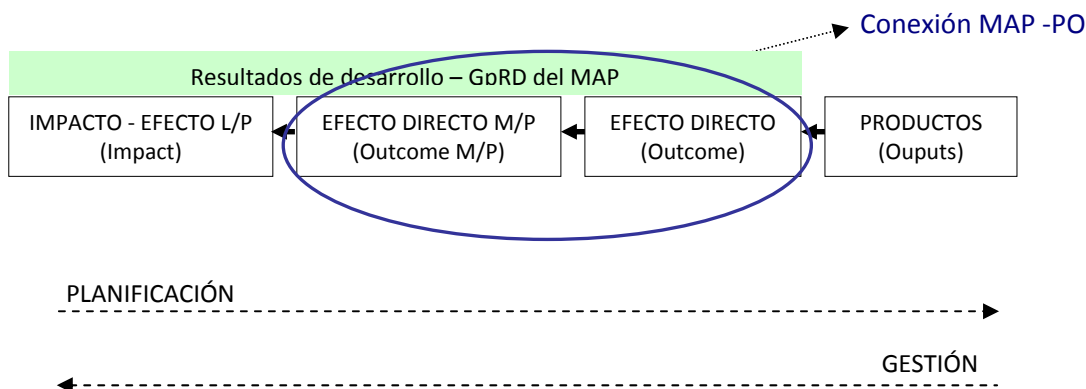 Conexión MAP -PO
Resultados de desarrollo – GpRD del MAP
IMPACTO - EFECTO L/P
(Impact)
EFECTO DIRECTO M/P
(Outcome M/P)
EFECTO DIRECTO
(Outcome)
PRODUCTOS
(Ouputs)
PLANIFICACIÓN
GESTIÓN